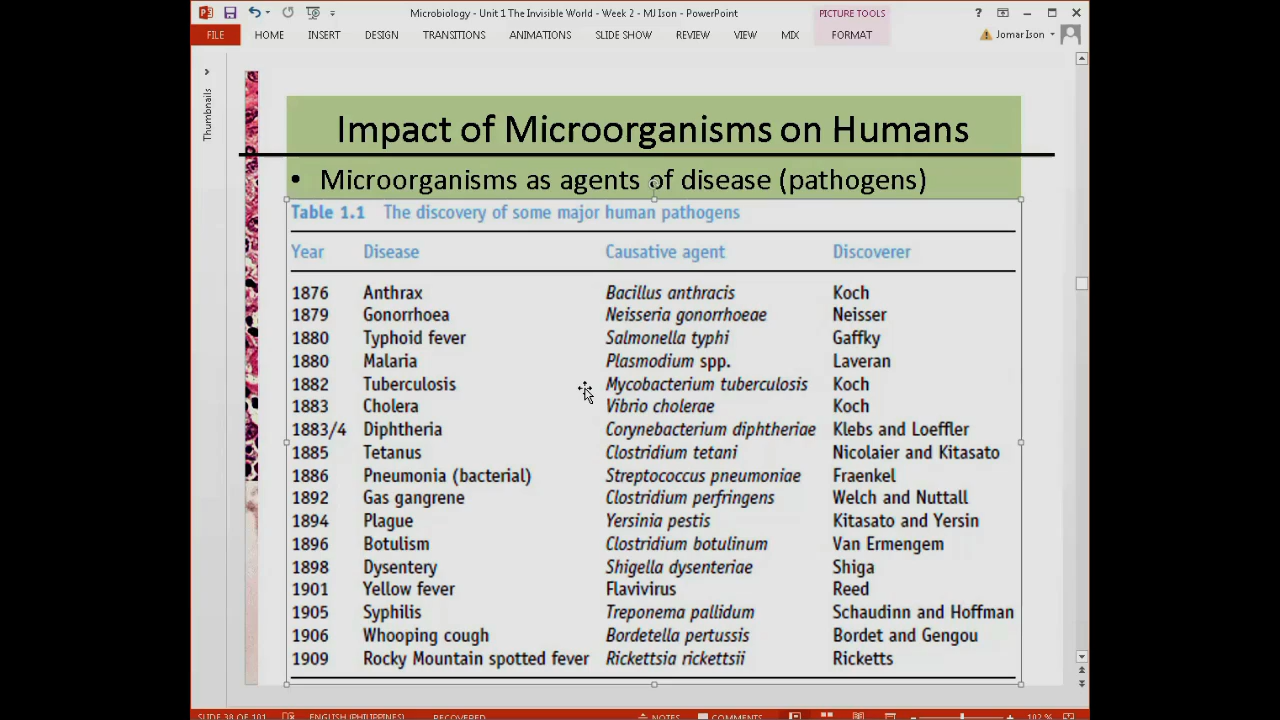 Microbiology - Unit 1 The Invisible World - Week 2 - MJ Ison - PowerPoint
PICTURE TOOLS
?
FILE HOME INSERT DESIGN TRANSITIONS ANIMATIONS SLIDE SHOW REVIEW VIEW MIX FORMAT
Jomar Ison
Thumbnails
Impact of Microorganisms on Humans
• Microorganisms as agents of disease (pathogens)
Table 1.1 The discovery of some major human pathogens
Year Disease Causative agent Discoverer
1876 Anthrax Bacillus anthracis Koch
1879 Gonorrhoea Neisseria gonorrhoeae Neisser
1880 Typhoid fever Salmonella typhi Gaffky
1880 Malaria Plasmodium spp. Laveran
1882 Tuberculosis Mycobacterium tuberculosis Koch
1883 Cholera Vibrio cholerae Koch
1883/4 Diphtheria Corynebacterium diphtheriae Klebs and Loeffler
1885 Tetanus Clostridium tetani Nicolaier and Kitasato
1886 Pneumonia (bacterial) Streptococcus pneumoniae Fraenkel
1892 Gas gangrene Clostridium perfringens Welch and Nuttall
1894 Plague Yersinia pestis Kitasato and Yersin
1896 Botulism Clostridium botulinum Van Ermengem
1898 Dysentery Shigella dysenteriae Shiga
1901 Yellow fever Flavivirus Reed
1905 Syphilis Treponema pallidum Schaudinn and Hoffman
1906 Whooping cough Bordetella pertussis Bordet and Gengou
1909 Rocky Mountain spotted fever Rickettsia rickettsii Ricketts
SLIDE 38 OF 101 ENGLISH (PHILIPPINES) RECOVERED NOTES COMMENTS 102 %